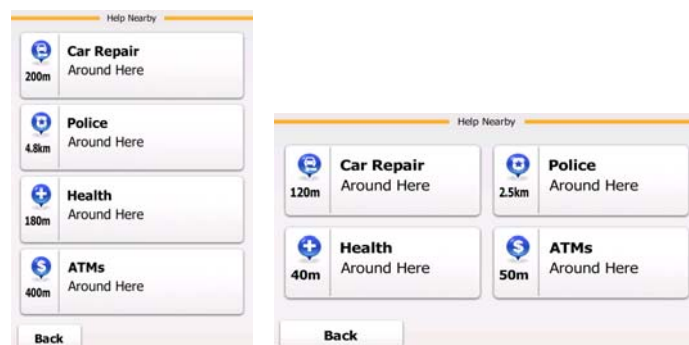 Help Nearby
Car Repair
200m
Around Here
Police
4.8km
Around Here
Health
180m
Around Here
ATMs
400m
Around Here
Back
Help Nearby
Car Repair
120m
Around Here
Police
2.5km
Around Here
Health
40m
Around Here
ATMs
50m
Around Here
Back